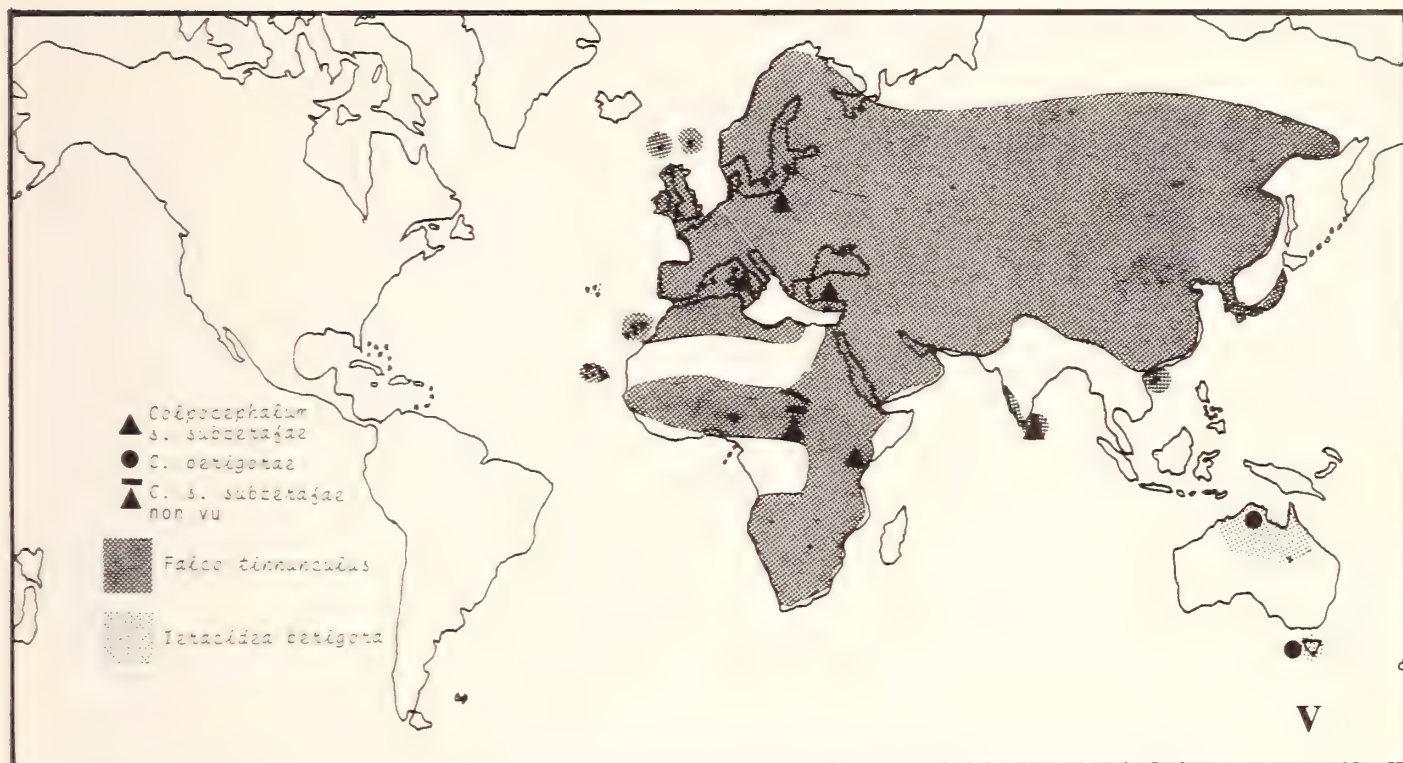 Colpocephalum
s. subzerafae
C. berigorae
C. s. subzerafae
non vu
Falco tinnunculus
Ieracidea berigora
V